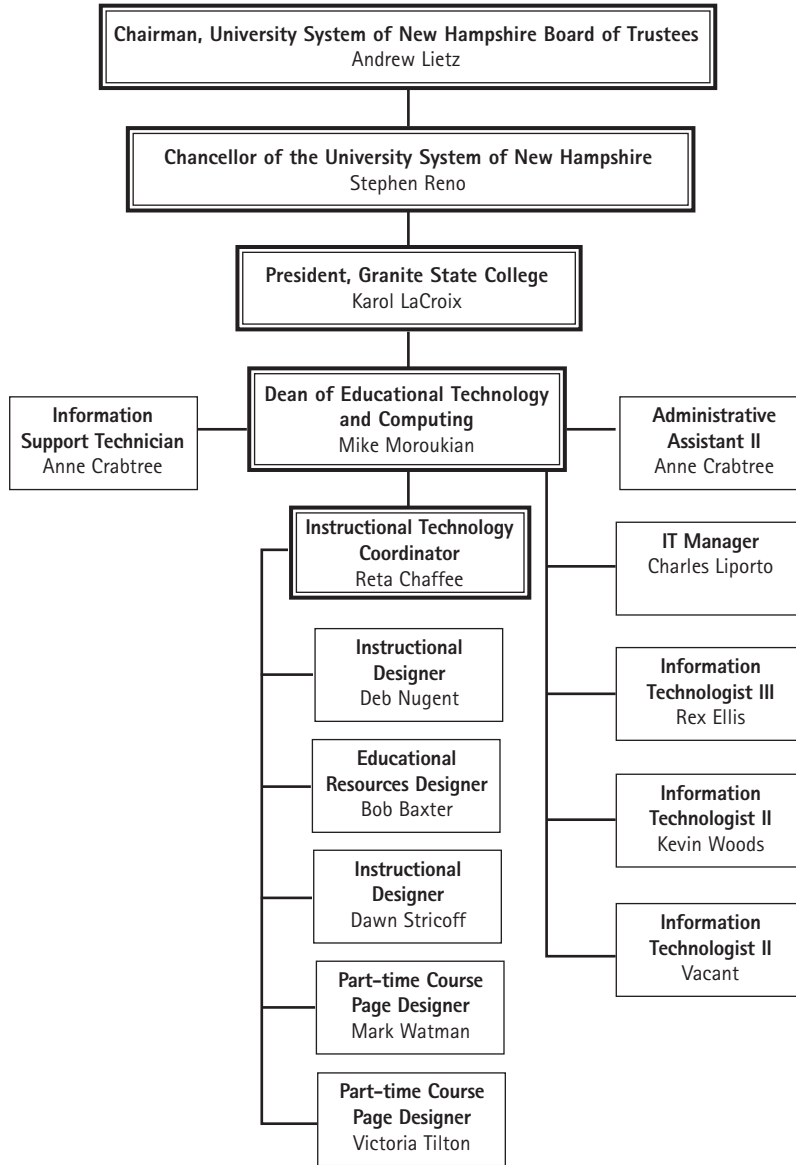 Chairman, University System of New Hampshire Board of Trustees
Andrew Lietz
Chancellor of the University System of New Hampshire
Stephen Reno
President, Granite State College
Karol LaCroix
Dean of Educational Technology
and Computing
Mike Moroukian
Information
Support Technician
Anne Crabtree
Administrative
Assistant II
Anne Crabtree
Instructional Technology
Coordinator
Reta Chaffee
IT Manager
Charles Liporto
Instructional
Designer
Deb Nugent
Information
Technologist III
Rex Ellis
Educational
Resources Designer
Bob Baxter
Information
Technologist II
Kevin Woods
Instructional
Designer
Dawn Stricoff
Information
Technologist II
Vacant
Part-time Course
Page Designer
Mark Watman
Part-time Course
Page Designer
Victoria Tilton